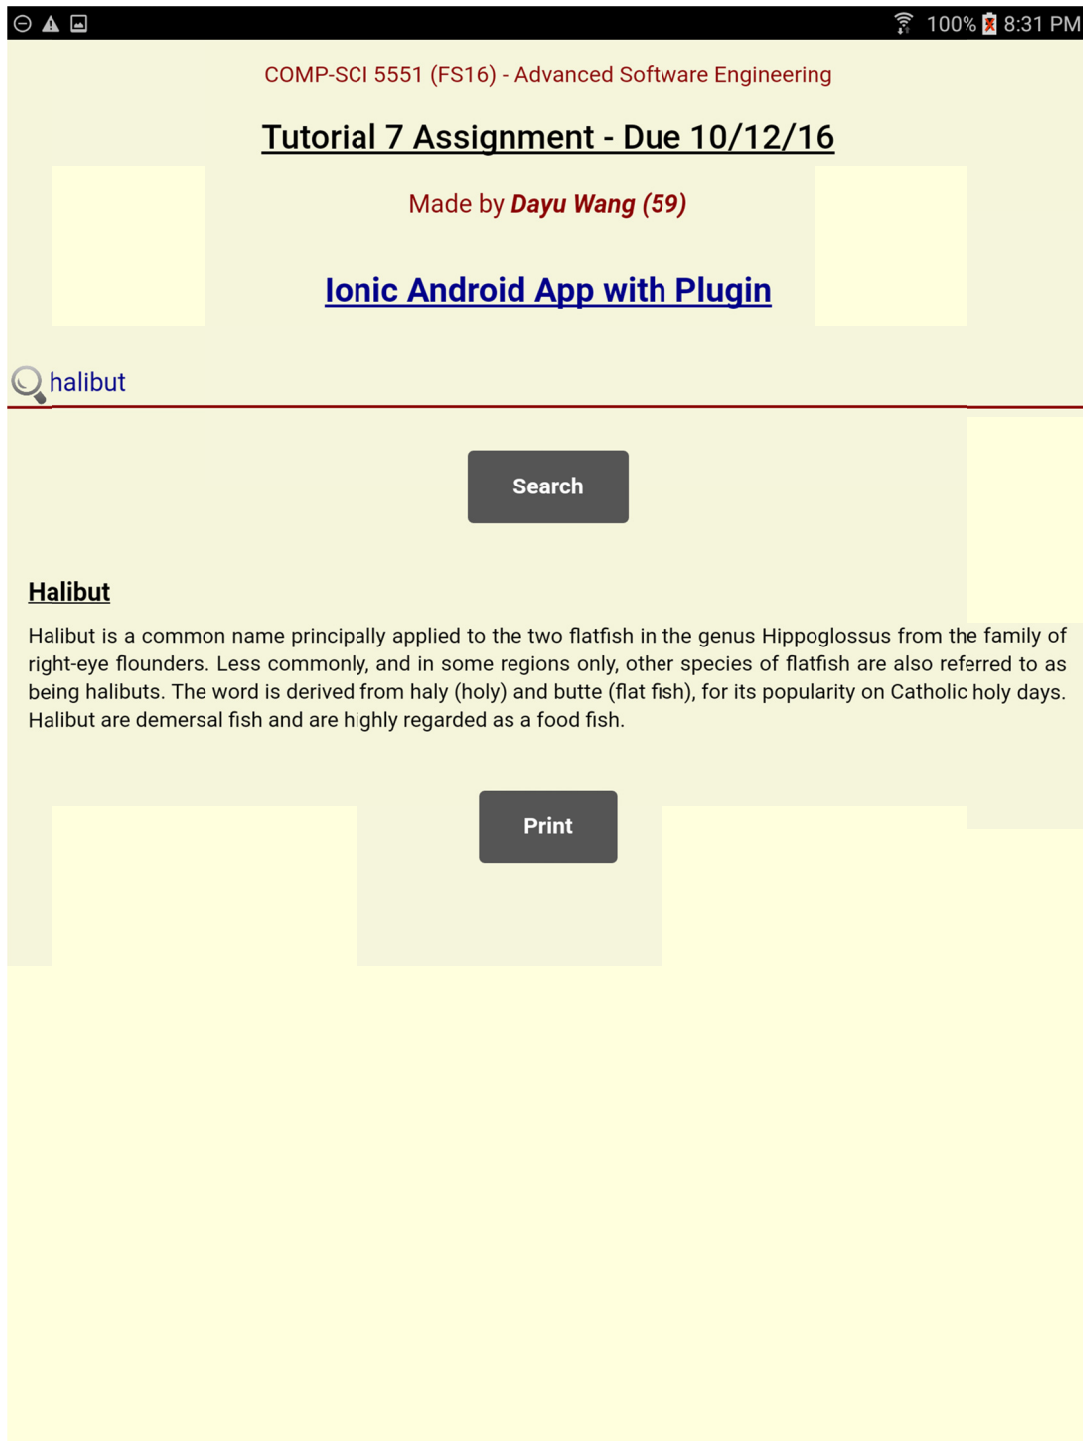 100% 8:31 PM
COMP-SCI 5551 (FS16) - Advanced Software Engineering
Tutorial 7 Assignment - Due 10/12/16
Made by Dayu Wang (59)
Ionic Android App with Plugin
halibut
Search
Halibut
Halibut is a common name principally applied to the two flatfish in the genus Hippoglossus from the family of
right-eye flounders. Less commonly, and in some regions only, other species of flatfish are also referred to as
being halibuts. The word is derived from haly (holy) and butte (flat fish), for its popularity on Catholic holy days.
Halibut are demersal fish and are highly regarded as a food fish.
Print